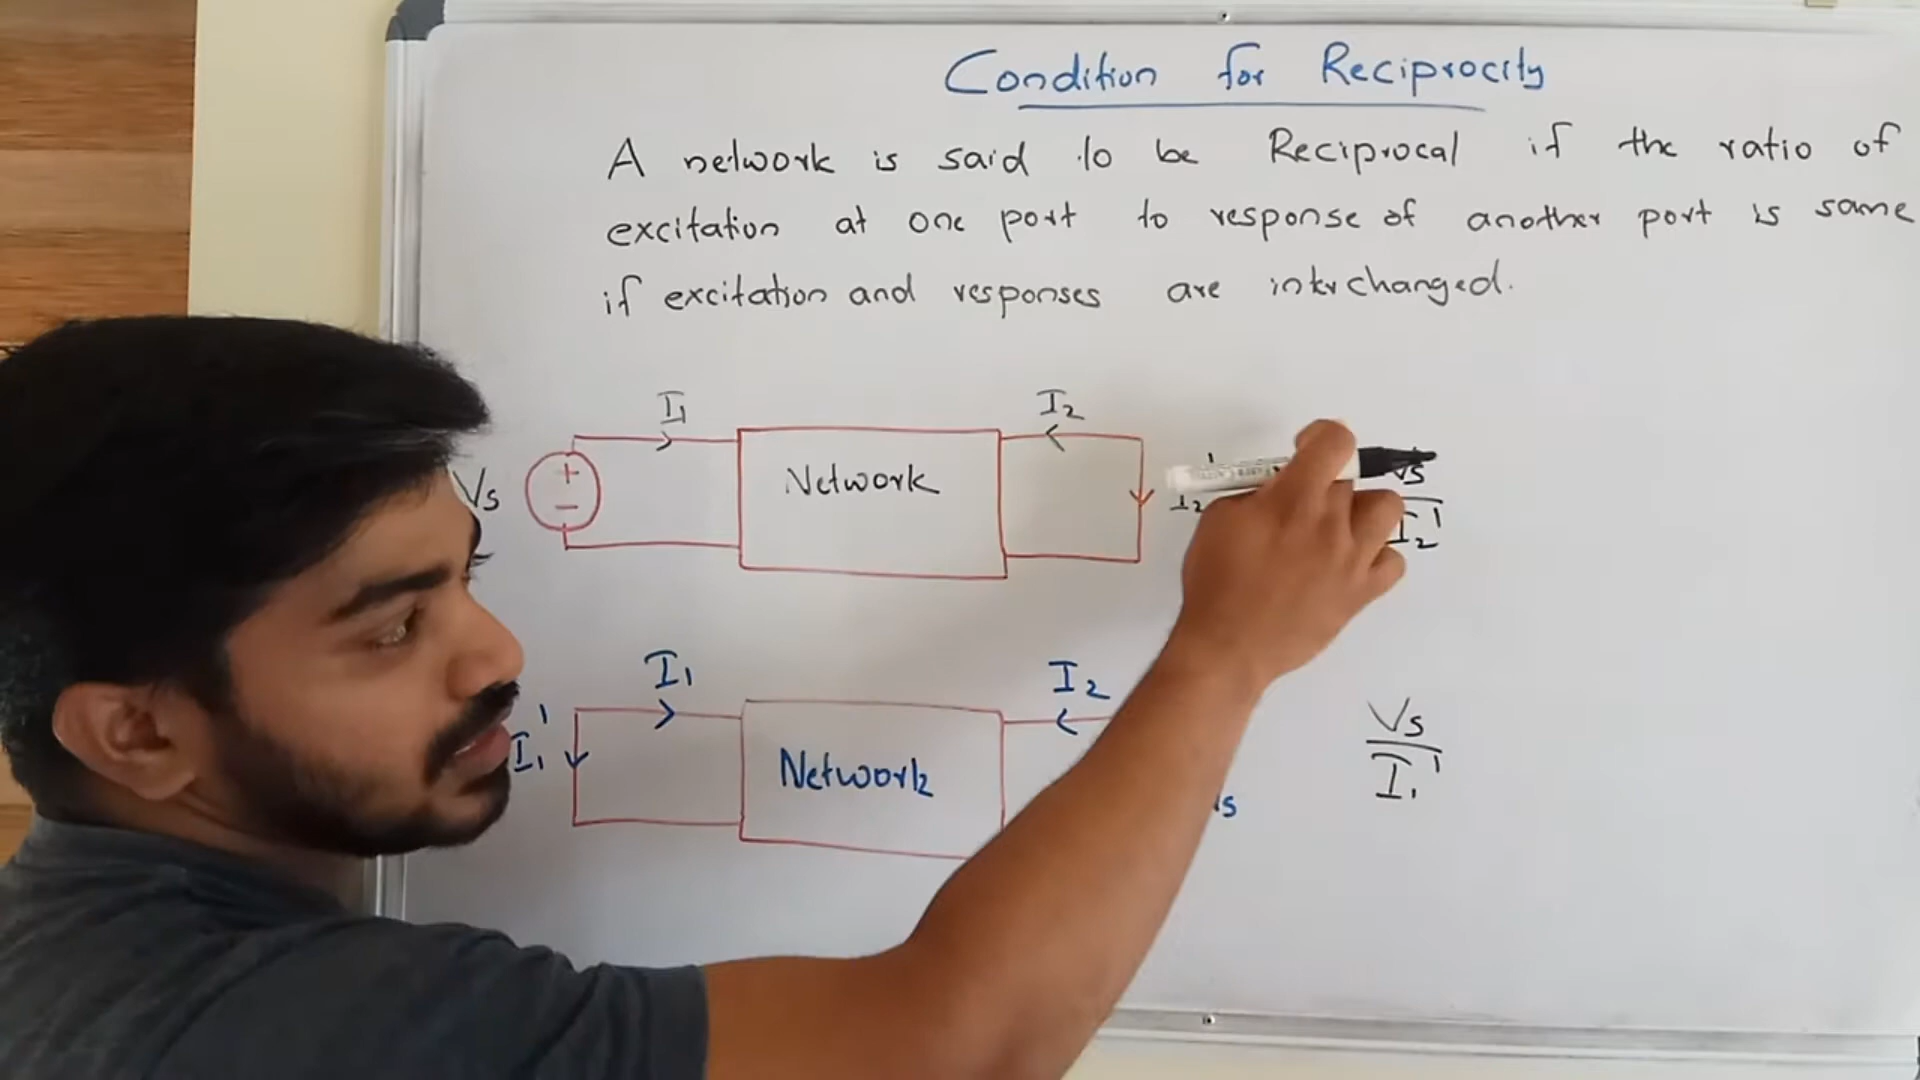 Condition for Reciprocity
A network is said to be Reciprocal if the ratio of
excitation at one port to response of another port is same
if excitation and responses are interchanged.
I1 I2
Vs + − Network I2 Vs
I2'
I1 I2
I1' Network Vs
I1'